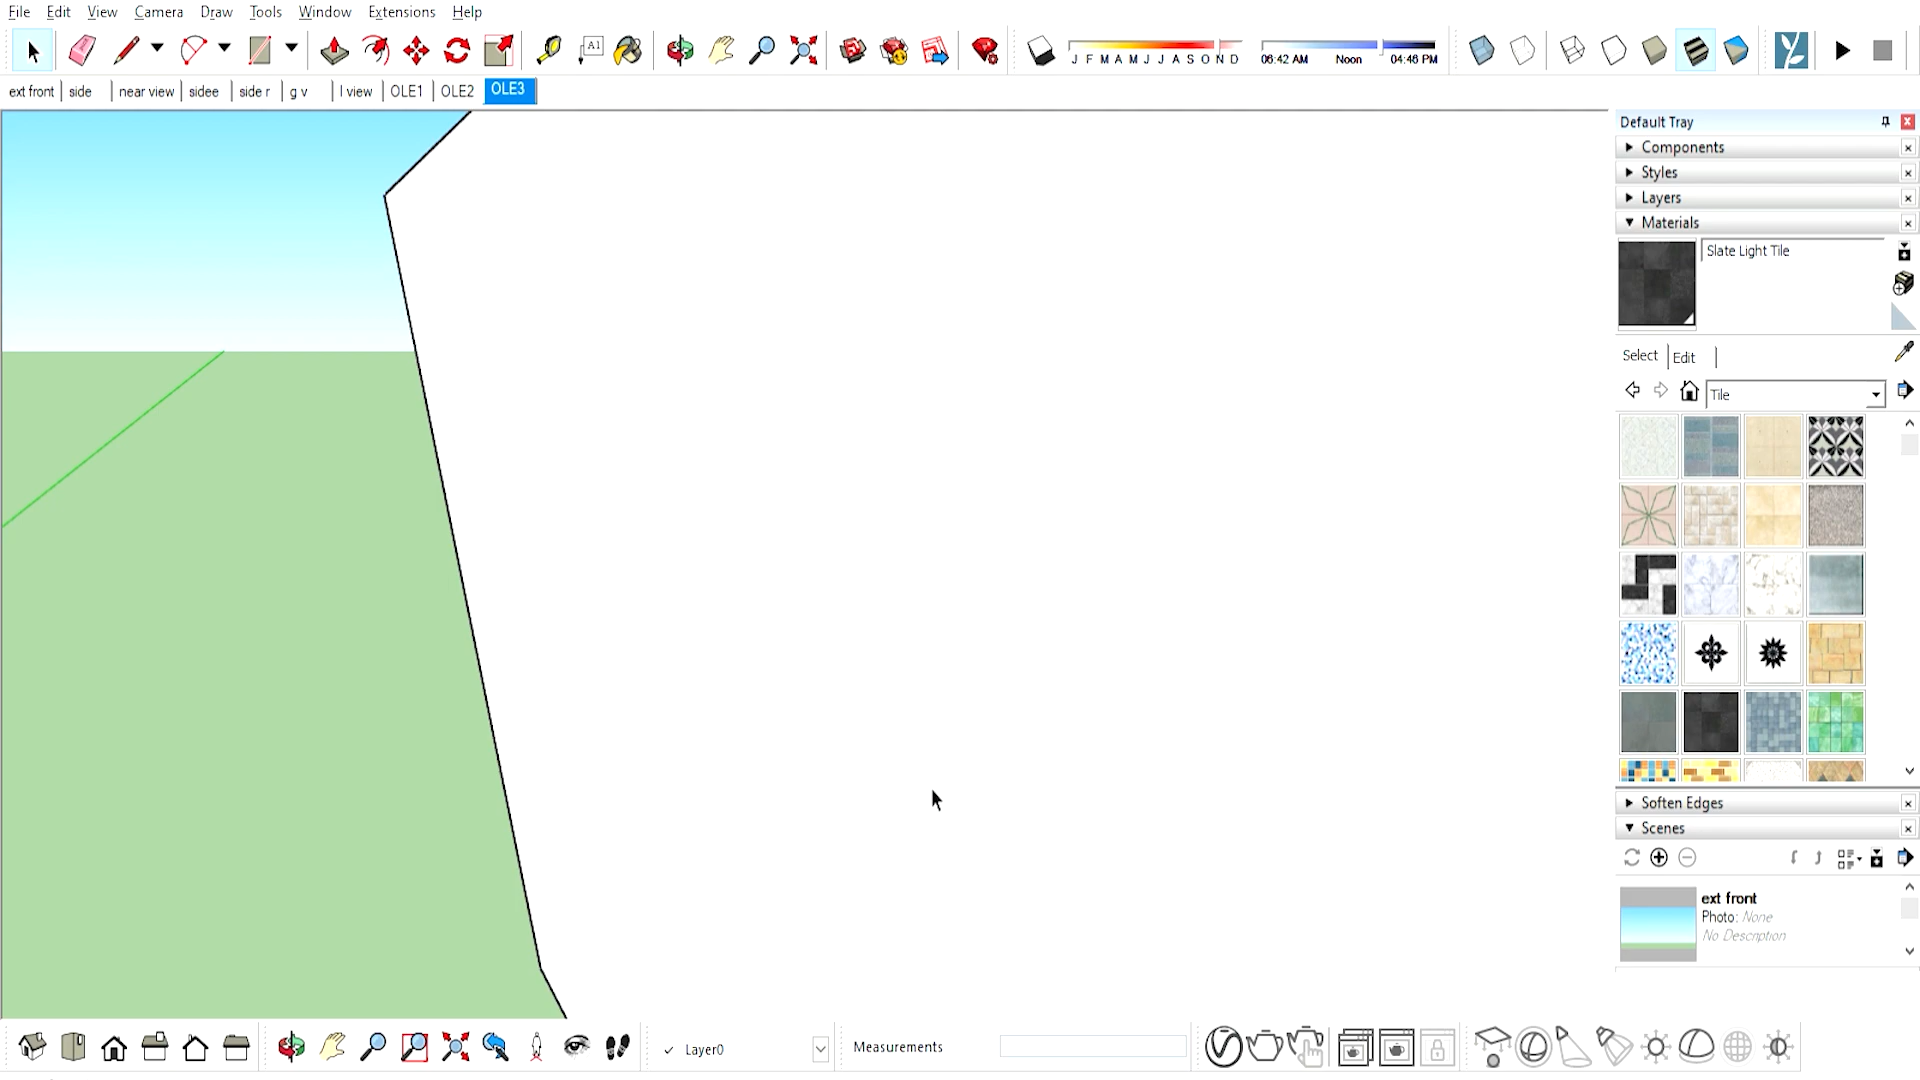 File Edit View Camera Draw Tools Window Extensions Help
A1
J F M A M J J A S O N D
06:42 AM Noon 04:46 PM
ext front side near view sidee side r g v l view OLE1 OLE2 OLE3
Default Tray
Components
Styles
Layers
Materials
Slate Light Tile
Select Edit
Tile
Soften Edges
Scenes
ext front
Photo: None
No Description
Layer0
Measurements